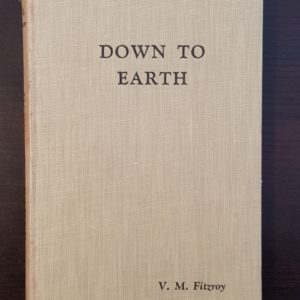 DOWN TO
EARTH
V. M. Fitzroy